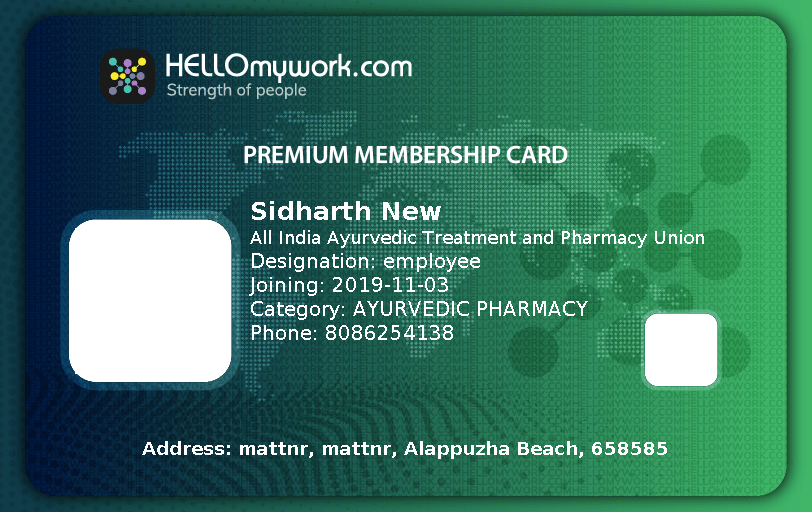 HELLOmywork.com
Strength of people
PREMIUM MEMBERSHIP CARD
Sidharth New
All India Ayurvedic Treatment and Pharmacy Union
Designation: employee
Joining: 2019-11-03
Category: AYURVEDIC PHARMACY
Phone: 8086254138
Address: mattnr, mattnr, Alappuzha Beach, 658585